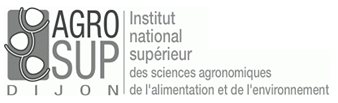 AGRO
SUP
DIJON
Institut
national
supérieur
des sciences agronomiques
de l'alimentation et de l'environnement